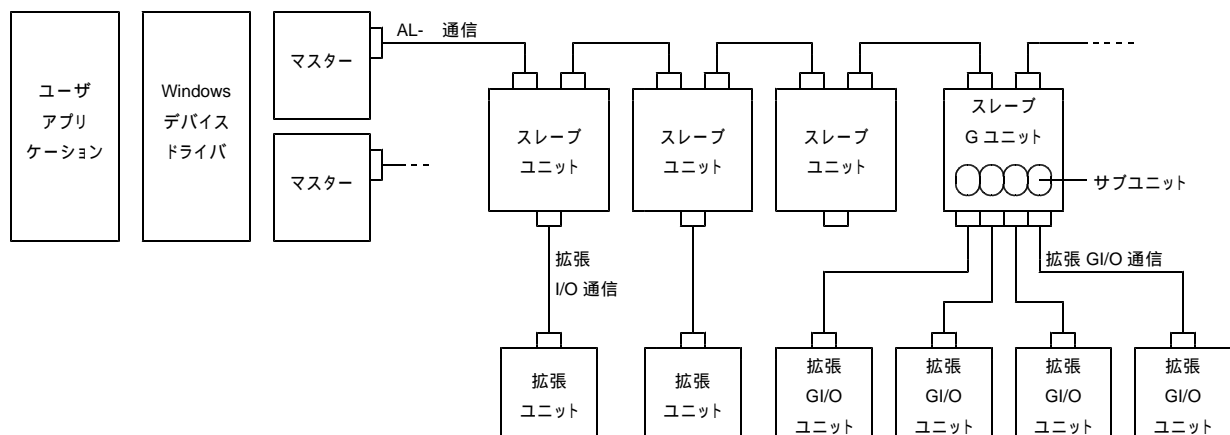 ユーザ
アプリ
ケーション
Windows
デバイス
ドライバ
マスター
マスター
AL- 通信
スレーブ
ユニット
スレーブ
ユニット
スレーブ
ユニット
スレーブ
G ユニット
サブユニット
拡張
I/O 通信
拡張 GI/O 通信
拡張
ユニット
拡張
ユニット
拡張
GI/O
ユニット
拡張
GI/O
ユニット
拡張
GI/O
ユニット
拡張
GI/O
ユニット